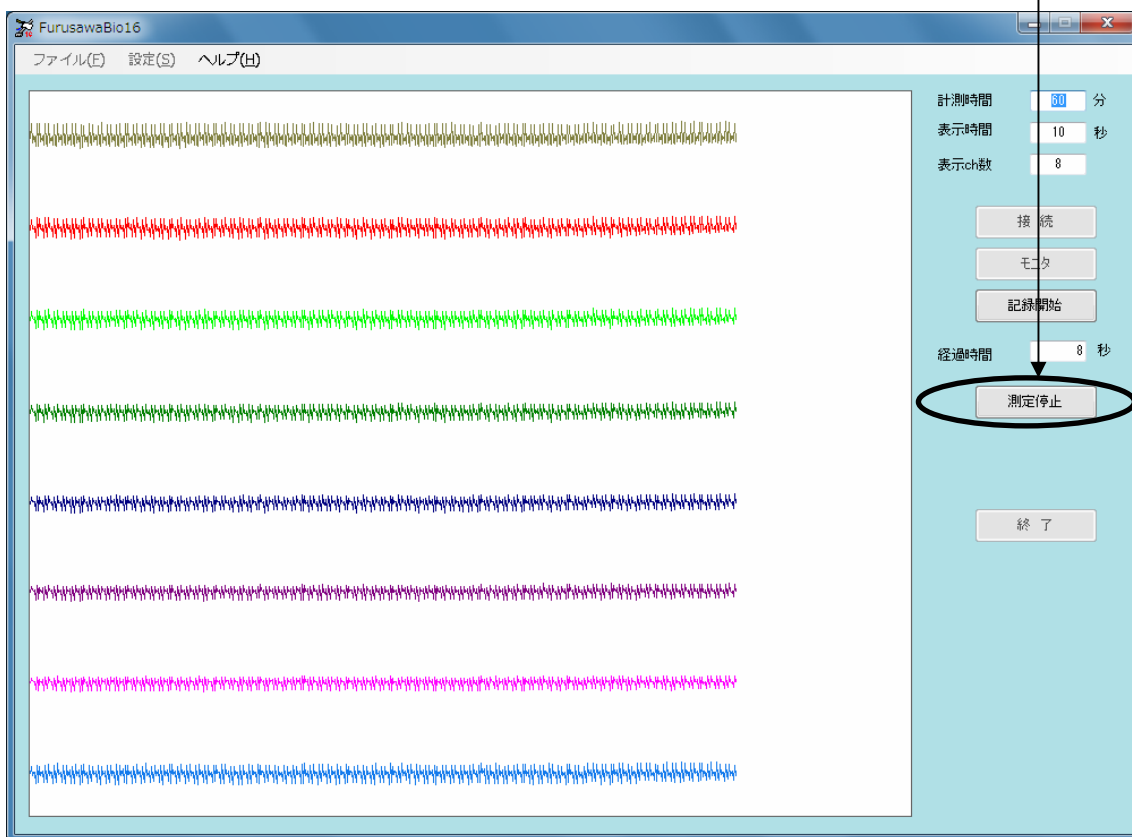 FurusawaBio16
ファイル(F) 設定(S) ヘルプ(H)
計測時間 60 分
表示時間 10 秒
表示ch数 8
接 続
モニタ
記録開始
経過時間 8 秒
測定停止
終 了